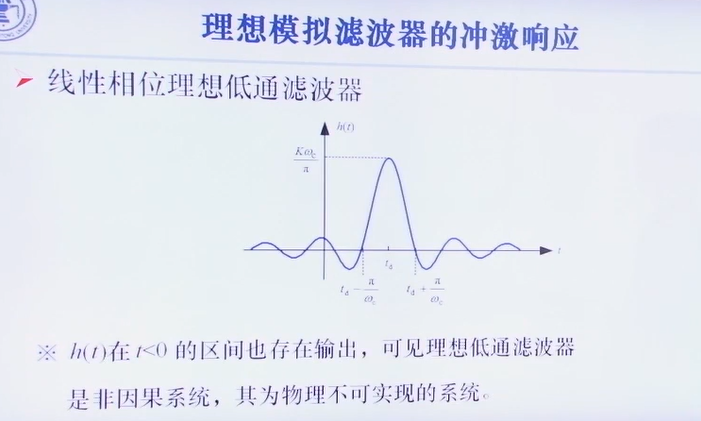 理想模拟滤波器的冲激响应
线性相位理想低通滤波器
h(t)
Kω_c
π
t
t_d
t_d − π/ω_c
t_d + π/ω_c
※ h(t)在 t<0 的区间也存在输出，可见理想低通滤波器
是非因果系统，其为物理不可实现的系统。